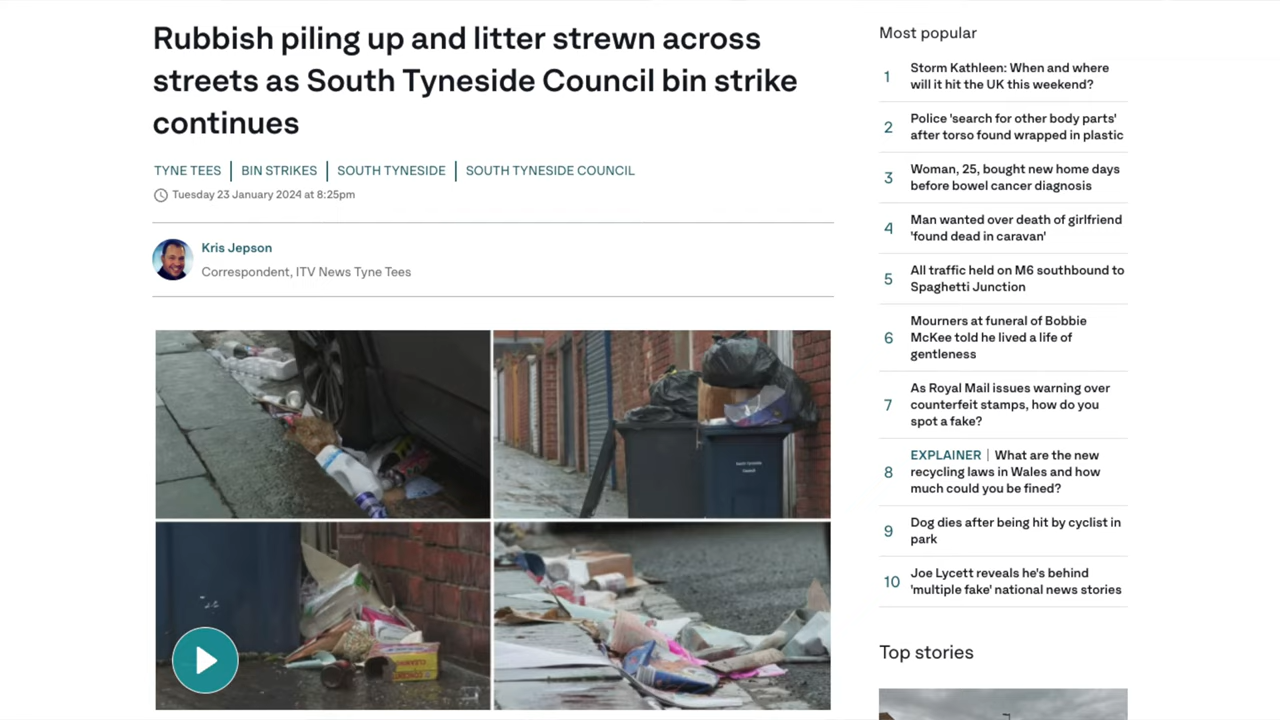 Rubbish piling up and litter strewn across
streets as South Tyneside Council bin strike
continues
TYNE TEES | BIN STRIKES | SOUTH TYNESIDE | SOUTH TYNESIDE COUNCIL
Tuesday 23 January 2024 at 8:25pm
Kris Jepson
Correspondent, ITV News Tyne Tees
South Tyneside
Council
Most popular
1 Storm Kathleen: When and where
will it hit the UK this weekend?
2 Police 'search for other body parts'
after torso found wrapped in plastic
3 Woman, 25, bought new home days
before bowel cancer diagnosis
4 Man wanted over death of girlfriend
'found dead in caravan'
5 All traffic held on M6 southbound to
Spaghetti Junction
6 Mourners at funeral of Bobbie
McKee told he lived a life of
gentleness
7 As Royal Mail issues warning over
counterfeit stamps, how do you
spot a fake?
8 EXPLAINER | What are the new
recycling laws in Wales and how
much could you be fined?
9 Dog dies after being hit by cyclist in
park
10 Joe Lycett reveals he's behind
'multiple fake' national news stories
Top stories